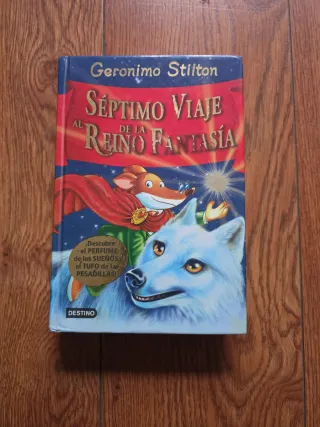 Geronimo Stilton
SÉPTIMO VIAJE
AL REINO DE LA FANTASÍA
¡Descubre
el PERFUME
de los SUEÑOS y
el TUFO de las
PESADILLAS!
DESTINO